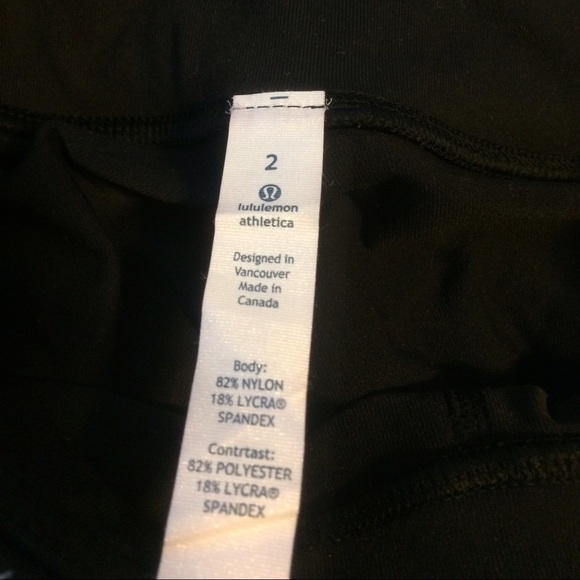 2
lululemon
athletica
Designed in
Vancouver
Made in
Canada
Body:
82% NYLON
18% LYCRA®
SPANDEX
Contrtast:
82% POLYESTER
18% LYCRA®
SPANDEX